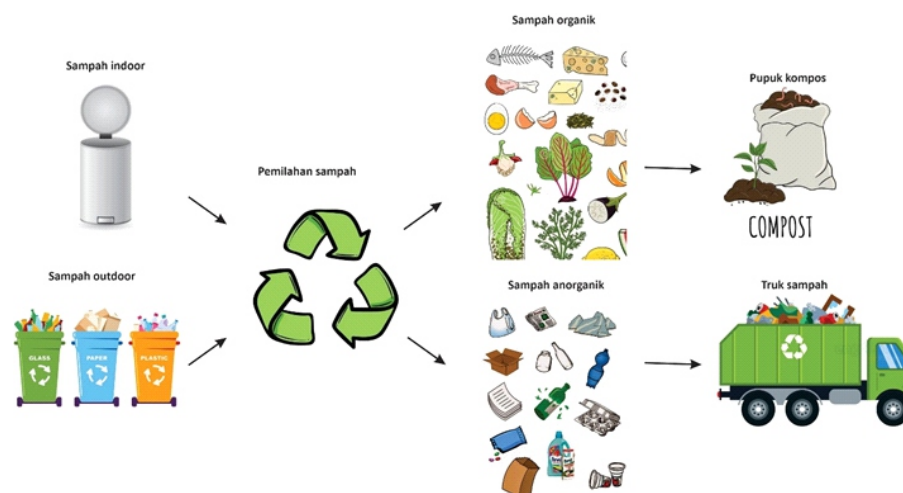 Sampah indoor
Sampah outdoor
GLASS
PAPER
PLASTIC
Pemilahan sampah
Sampah organik
Sampah anorganik
Pupuk kompos
COMPOST
Truk sampah